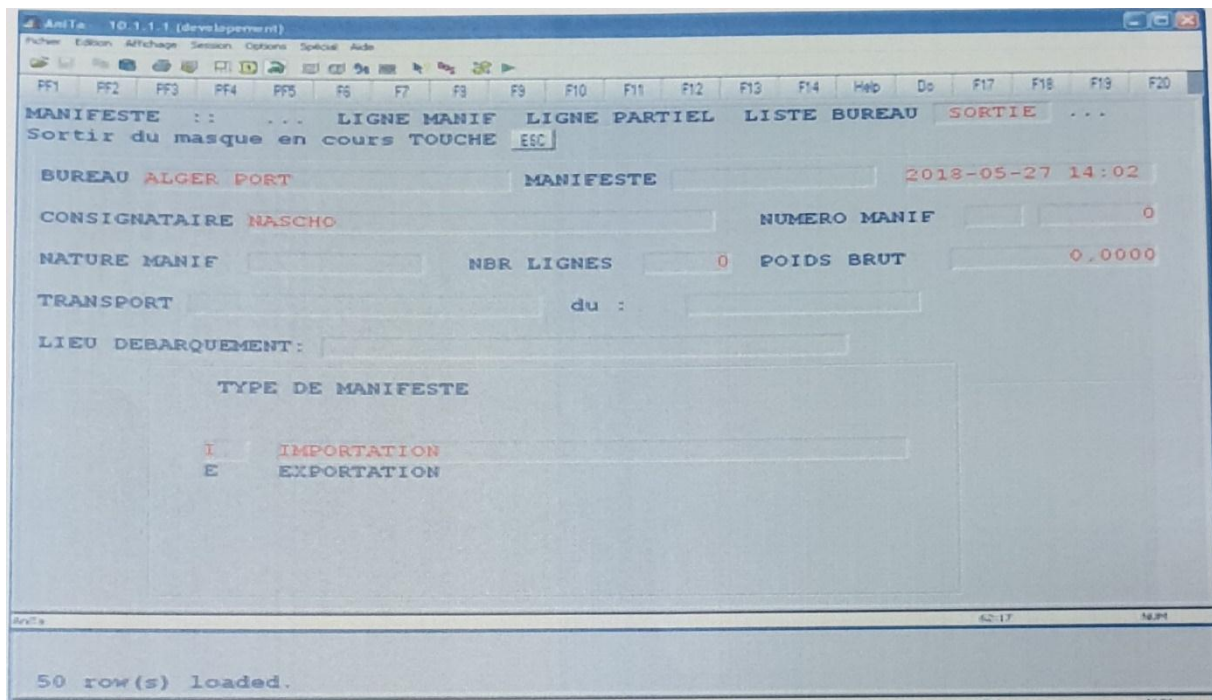 AniTa 10.1.1.1 (developement)
Fichier Edition Affichage Session Options Spécial Aide
PF1 PF2 PF3 PF4 PF5 F6 F7 F8 F9 F10 F11 F12 F13 F14 Help Do F17 F18 F19 F20
MANIFESTE :: ... LIGNE MANIF LIGNE PARTIEL LISTE BUREAU SORTIE ...
Sortir du masque en cours TOUCHE ESC
BUREAU ALGER PORT MANIFESTE 2018-05-27 14:02
CONSIGNATAIRE NASCHO NUMERO MANIF 0
NATURE MANIF NBR LIGNES 0 POIDS BRUT 0,0000
TRANSPORT du :
LIEU DEBARQUEMENT:
TYPE DE MANIFESTE
I IMPORTATION
E EXPORTATION
AniTa 62:17 NUM
50 row(s) loaded.